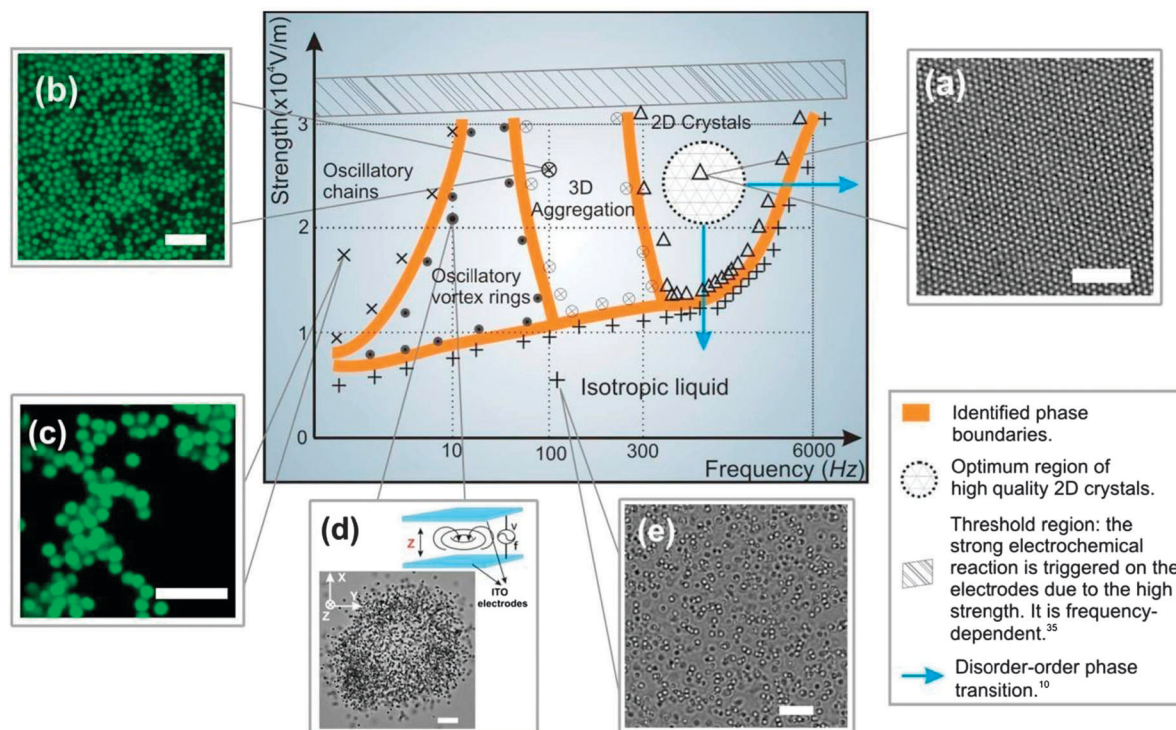 (b)
(a)
Strength(x10⁴V/m)
3
2
1
0
Oscillatory
chains
3D
Aggregation
2D Crystals
Oscillatory
vortex rings
Isotropic liquid
10
100
300
6000
Frequency (Hz)
(c)
(d)
Z
V
f
ITO
electrodes
X
Y
Z
(e)
Identified phase
boundaries.
Optimum region of
high quality 2D crystals.
Threshold region: the
strong electrochemical
reaction is triggered on the
electrodes due to the high
strength. It is frequency-
dependent.³⁵
Disorder-order phase
transition.¹⁰